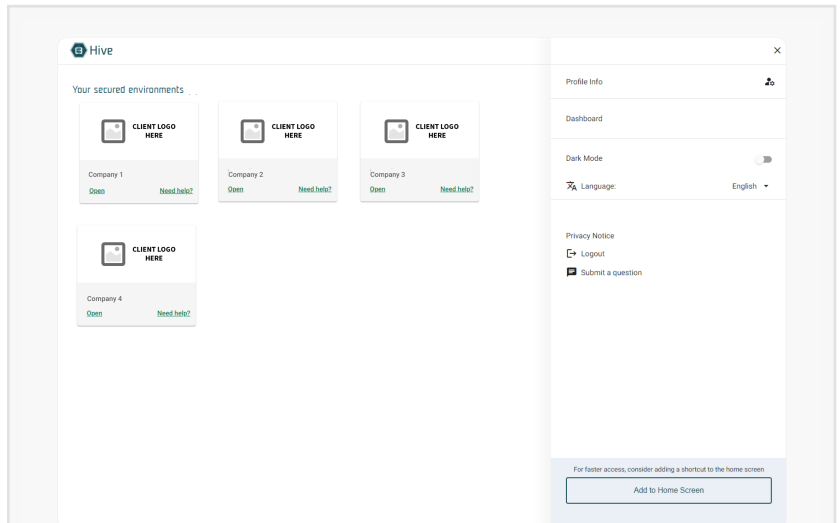 Hive
Your secured environments
CLIENT LOGO
HERE
Company 1
Open Need help?
CLIENT LOGO
HERE
Company 2
Open Need help?
CLIENT LOGO
HERE
Company 3
Open Need help?
CLIENT LOGO
HERE
Company 4
Open Need help?
Profile Info
Dashboard
Dark Mode
Language: English
Privacy Notice
Logout
Submit a question
For faster access, consider adding a shortcut to the home screen
Add to Home Screen